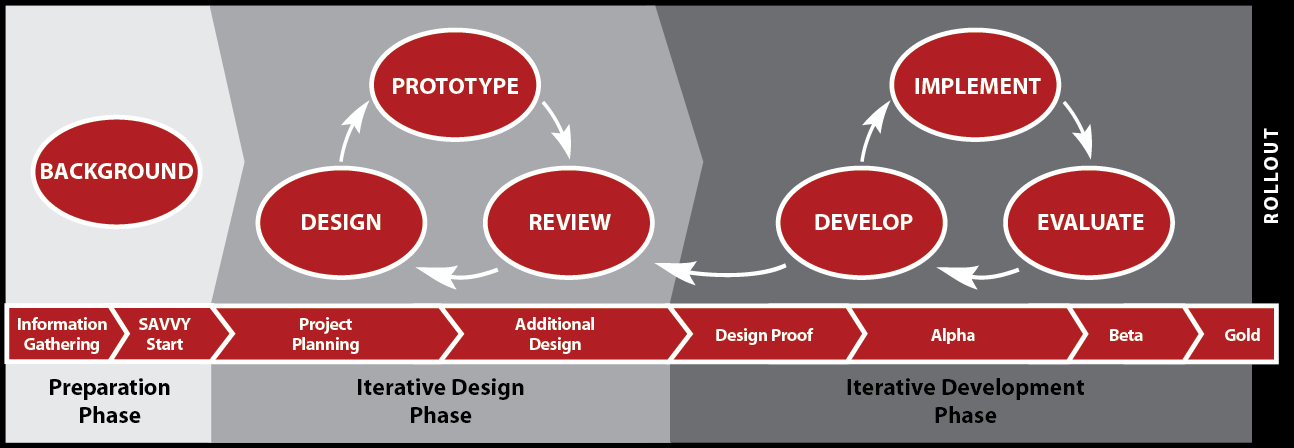 PROTOTYPE
IMPLEMENT
BACKGROUND
DESIGN
REVIEW
DEVELOP
EVALUATE
ROLLOUT
Information
Gathering
SAVVY
Start
Project
Planning
Additional
Design
Design Proof
Alpha
Beta
Gold
Preparation
Phase
Iterative Design
Phase
Iterative Development
Phase